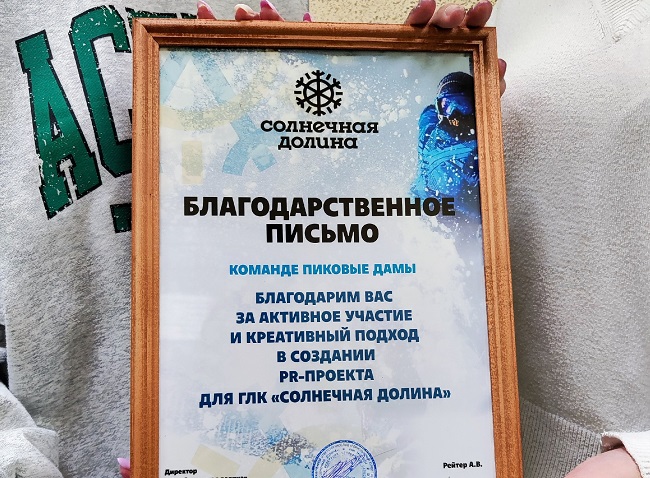 AC
СОЛНЕЧНАЯ
ДОЛИНА
БЛАГОДАРСТВЕННОЕ
ПИСЬМО
КОМАНДЕ ПИКОВЫЕ ДАМЫ
БЛАГОДАРИМ ВАС
ЗА АКТИВНОЕ УЧАСТИЕ
И КРЕАТИВНЫЙ ПОДХОД
В СОЗДАНИИ
PR-ПРОЕКТА
ДЛЯ ГЛК «СОЛНЕЧНАЯ ДОЛИНА»
Директор
Рейтер А.В.